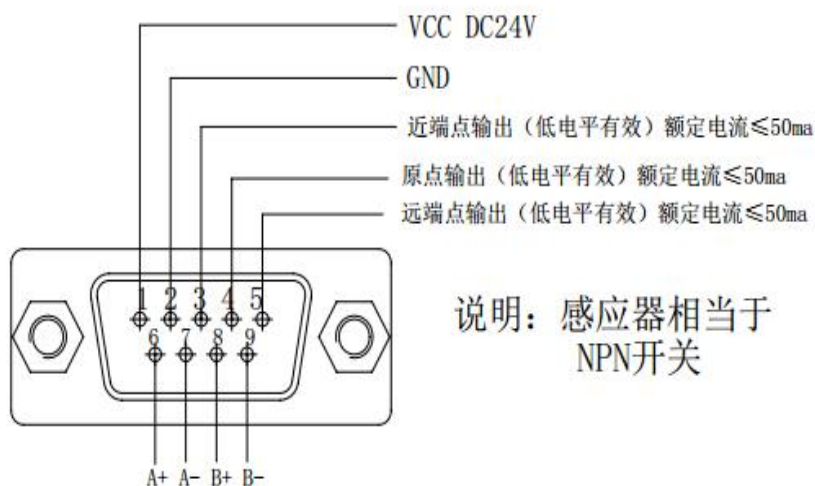 VCC DC24V
GND
近端点输出（低电平有效）额定电流≤50ma
原点输出（低电平有效）额定电流≤50ma
远端点输出（低电平有效）额定电流≤50ma
1 2 3 4 5
6 7 8 9
说明：感应器相当于
NPN开关
A+ A- B+ B-